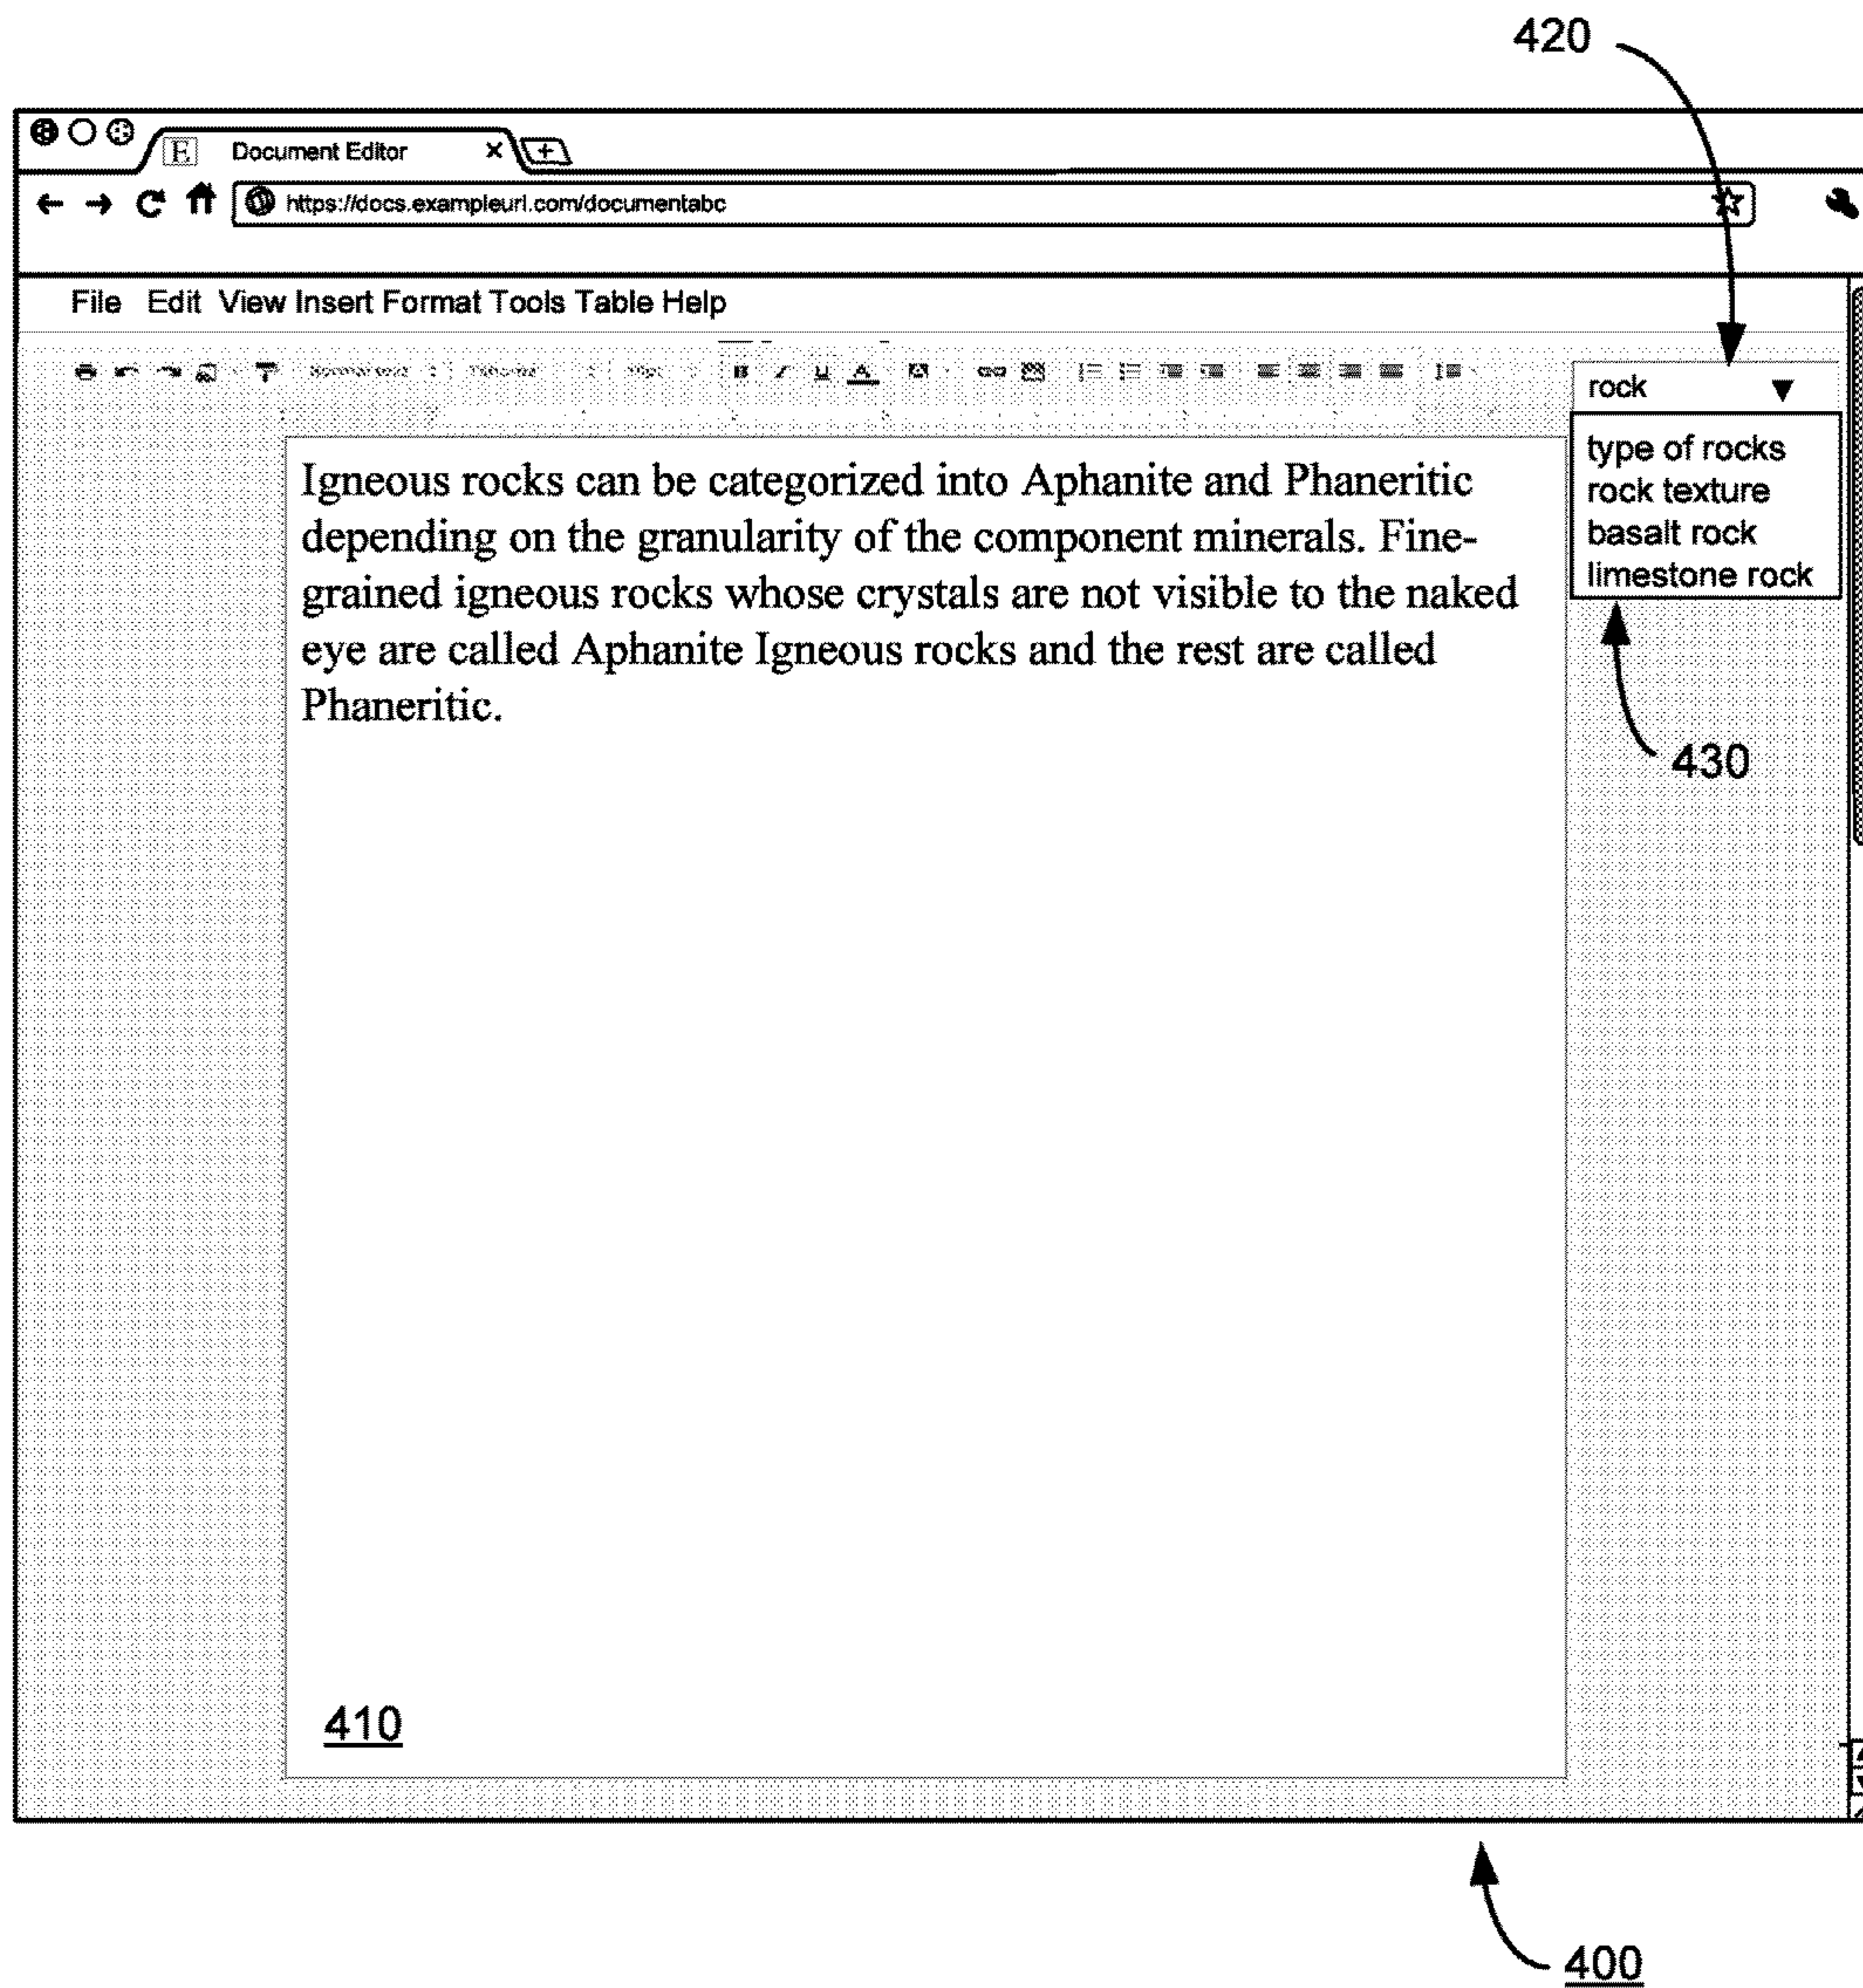 420
E Document Editor
https://docs.exampleurl.com/documentabc
File Edit View Insert Format Tools Table Help
B I U A
rock
type of rocks
rock texture
basalt rock
limestone rock
Igneous rocks can be categorized into Aphanite and Phaneritic
depending on the granularity of the component minerals. Fine-
grained igneous rocks whose crystals are not visible to the naked
eye are called Aphanite Igneous rocks and the rest are called
Phaneritic.
430
410
400